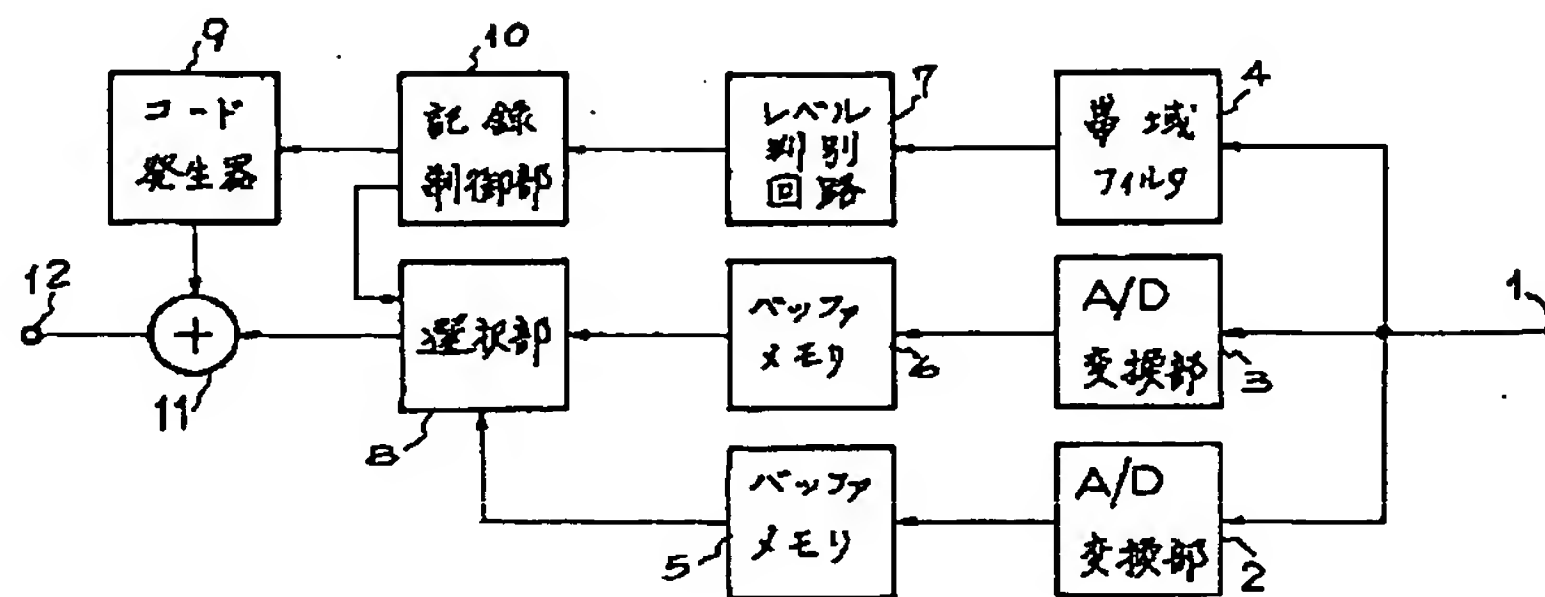 9
コード
発生器
10
記録
制御部
7
レベル
判別
回路
4
帯域
フィルタ
12
+
11
選択部
8
バッファ
メモリ
6
A/D
変換部
3
1
バッファ
メモリ
5
A/D
変換部
2